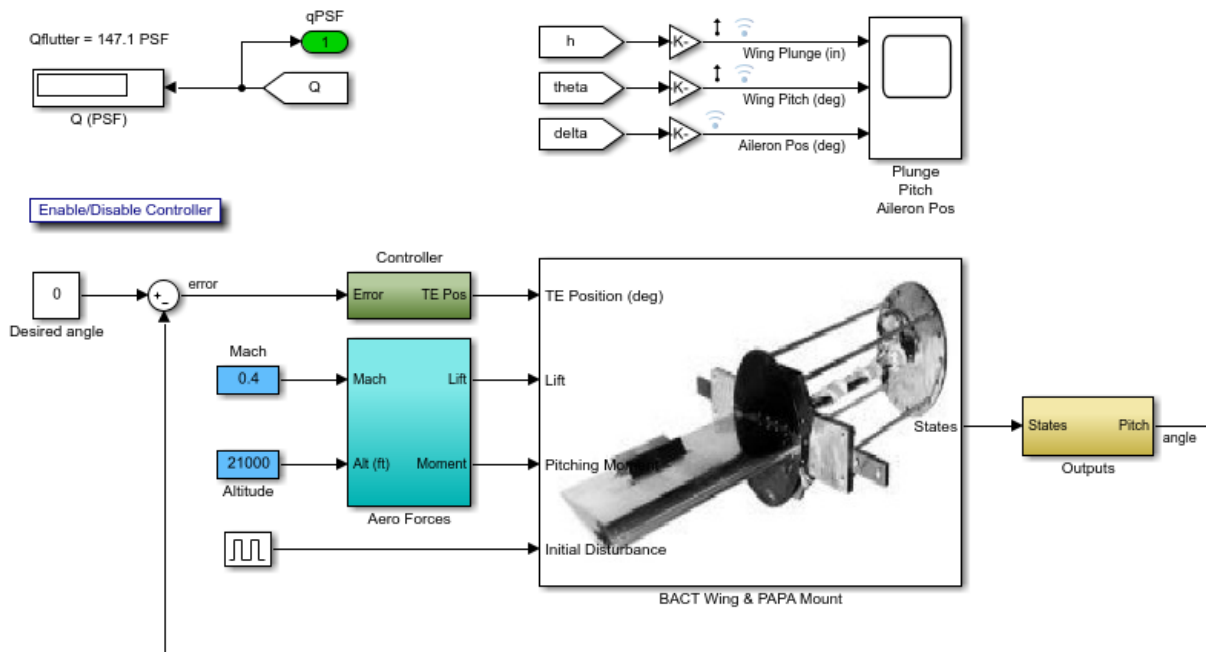 qPSF
1
Qflutter = 147.1 PSF
Q
Q (PSF)
h
K-
Wing Plunge (in)
theta
K-
Wing Pitch (deg)
delta
K-
Aileron Pos (deg)
Plunge
Pitch
Aileron Pos
Enable/Disable Controller
0
Desired angle
+
-
error
Controller
Error
TE Pos
Mach
0.4
21000
Altitude
Mach
Lift
Alt (ft)
Moment
Aero Forces
TE Position (deg)
Lift
Pitching Moment
Initial Disturbance
States
BACT Wing & PAPA Mount
States
Pitch
Outputs
angle